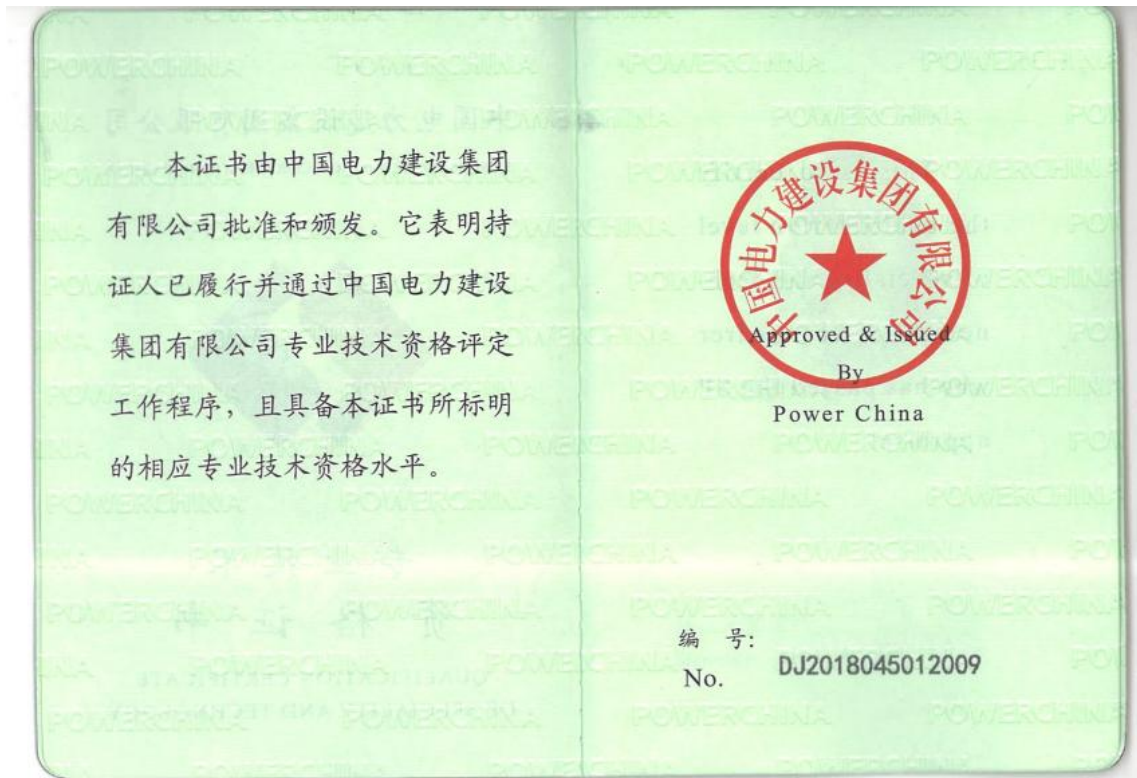 本证书由中国电力建设集团
有限公司批准和颁发。它表明持
证人已履行并通过中国电力建设
集团有限公司专业技术资格评定
工作程序，且具备本证书所标明
的相应专业技术资格水平。
中国电力建设集团有限公司
Approved & Issued
By
Power China
编 号:
No. DJ2018045012009
POWERCHINA